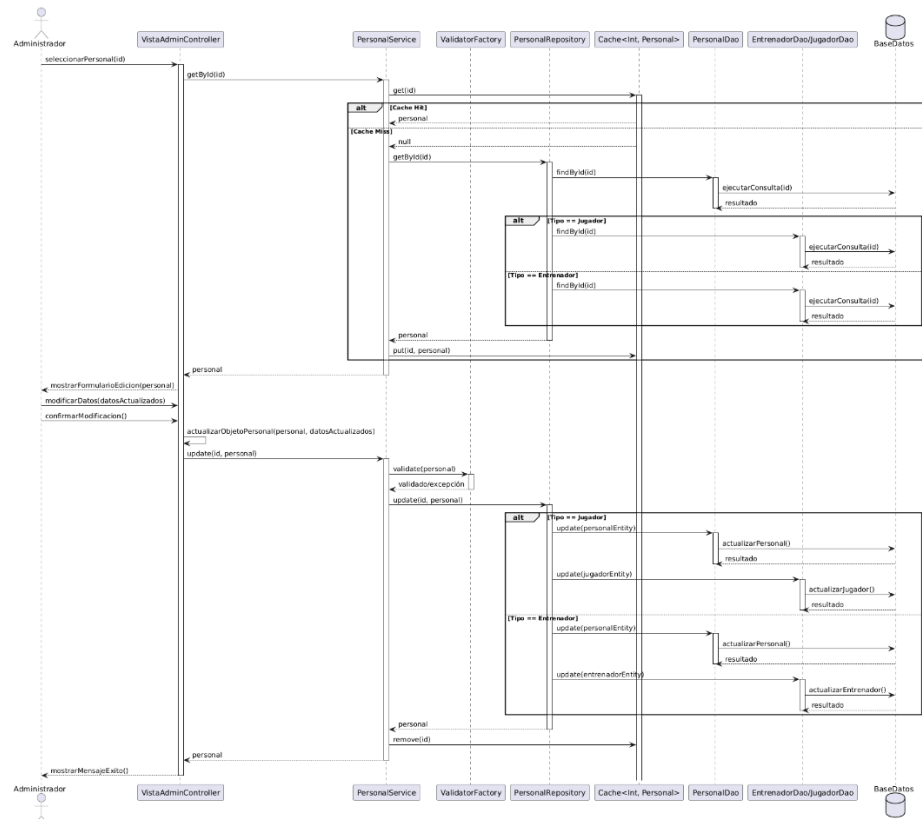 Administrador
VistaAdminController
PersonalService
ValidatorFactory
PersonalRepository
Cache<Int, Personal>
PersonalDao
EntrenadorDao/JugadorDao
BaseDatos
seleccionarPersonal(id)
getById(id)
get(id)
alt [Cache Hit]
personal
[Cache Miss]
null
getById(id)
findById(id)
ejecutarConsulta(id)
resultado
alt [Tipo == Jugador]
findById(id)
ejecutarConsulta(id)
resultado
[Tipo == Entrenador]
findById(id)
ejecutarConsulta(id)
resultado
personal
put(id, personal)
personal
mostrarFormularioEdicion(personal)
modificarDatos(datosActualizados)
confirmarModificacion()
actualizarObjetoPersonal(personal, datosActualizados)
update(id, personal)
validate(personal)
validado/excepción
update(id, personal)
alt [Tipo == Jugador]
update(personalEntity)
actualizarPersonal()
resultado
update(jugadorEntity)
actualizarJugador()
resultado
[Tipo == Entrenador]
update(personalEntity)
actualizarPersonal()
resultado
update(entrenadorEntity)
actualizarEntrenador()
resultado
personal
remove(id)
personal
mostrarMensajeExito()
Administrador
VistaAdminController
PersonalService
ValidatorFactory
PersonalRepository
Cache<Int, Personal>
PersonalDao
EntrenadorDao/JugadorDao
BaseDatos